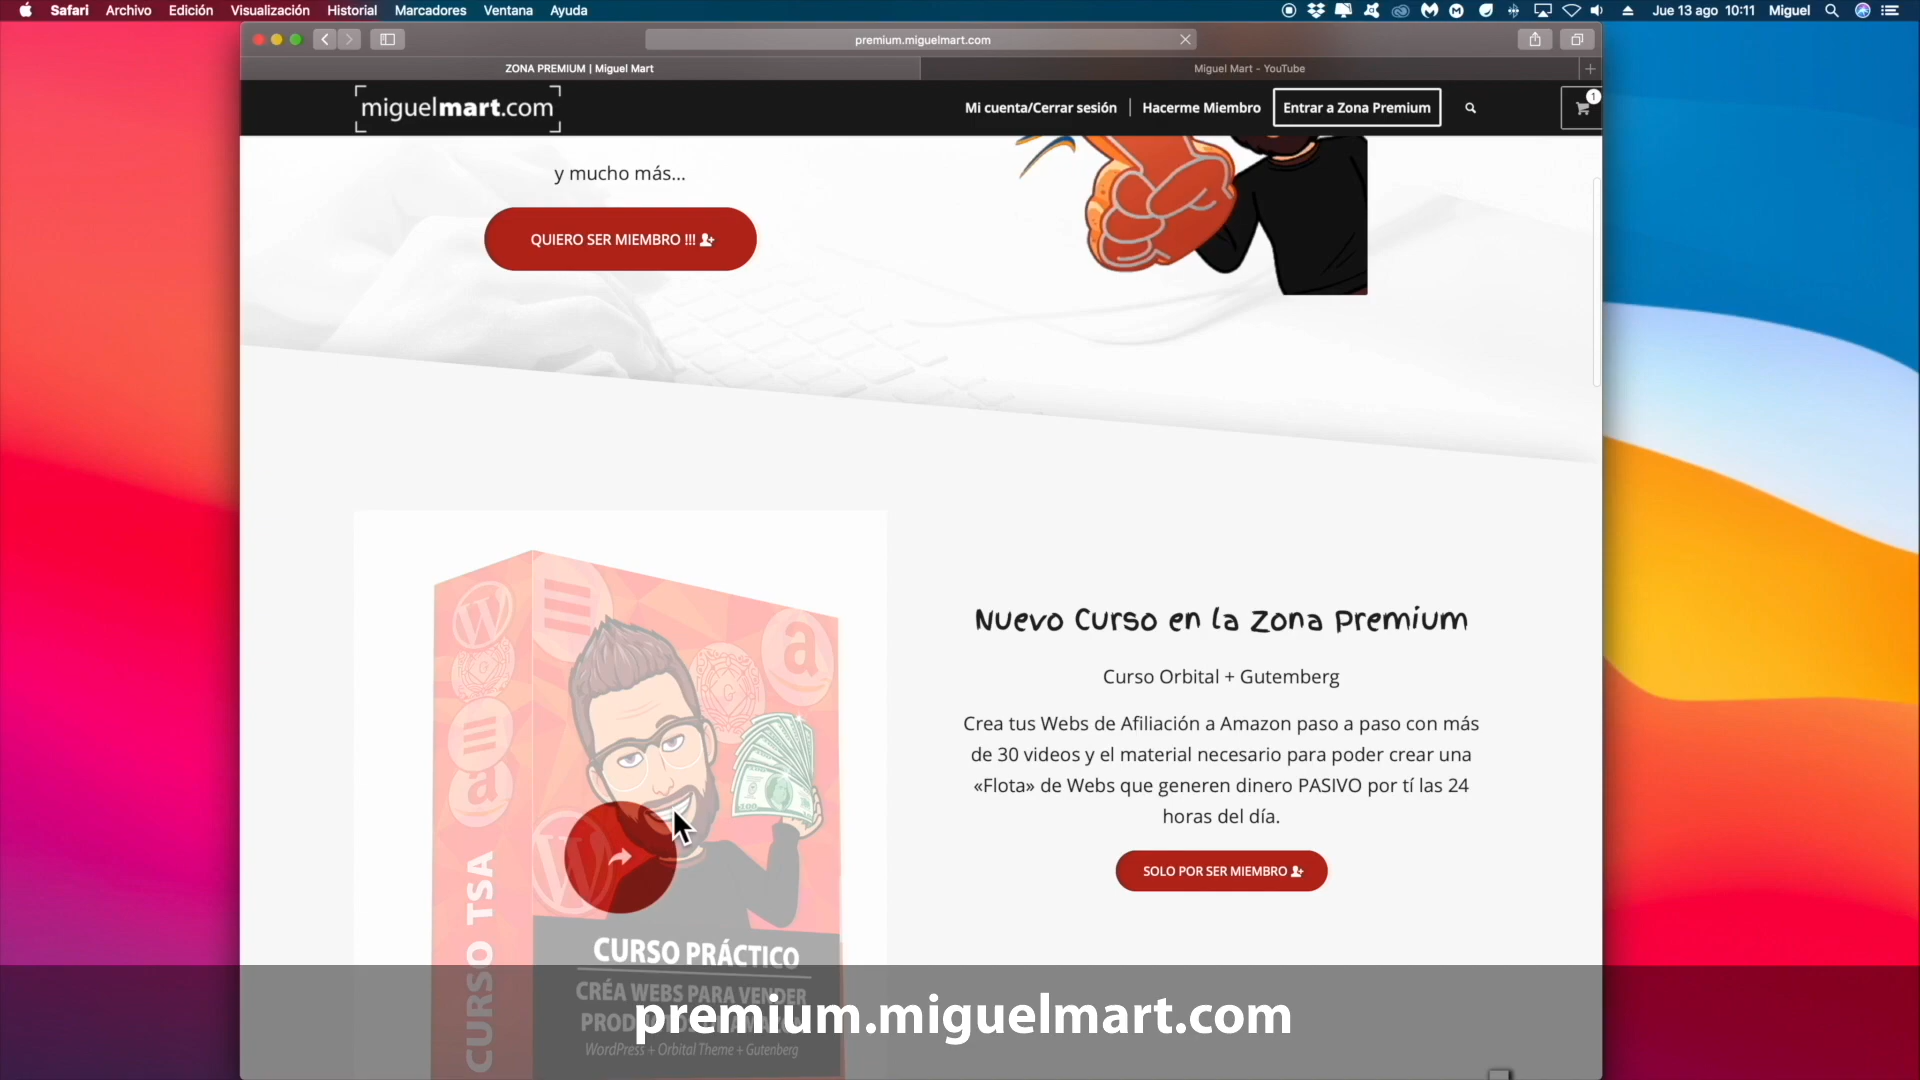 Safari Archivo Edición Visualización Historial Marcadores Ventana Ayuda
Jue 13 ago 10:11 Miguel
premium.miguelmart.com
ZONA PREMIUM | Miguel Mart
Miguel Mart - YouTube
miguelmart.com
Mi cuenta/Cerrar sesión | Hacerme Miembro
Entrar a Zona Premium
1
y mucho más...
QUIERO SER MIEMBRO !!!
Nuevo Curso en la Zona Premium
Curso Orbital + Gutemberg
Crea tus Webs de Afiliación a Amazon paso a paso con más
de 30 videos y el material necesario para poder crear una
«Flota» de Webs que generen dinero PASIVO por tí las 24
horas del día.
SOLO POR SER MIEMBRO
CURSO TSA
CURSO PRÁCTICO
CRÉA WEBS PARA VENDER
WordPress + Orbital Theme + Gutenberg
premium.miguelmart.com